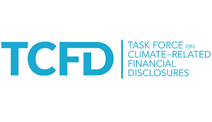 TCFD
TASK FORCE ON
CLIMATE-RELATED
FINANCIAL
DISCLOSURES